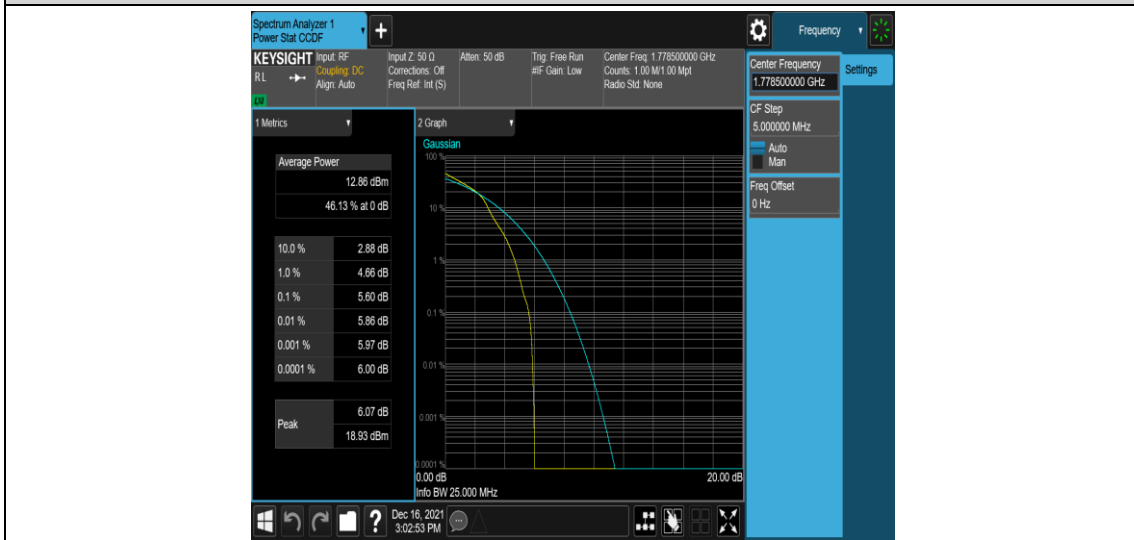 Spectrum Analyzer 1
Power Stat CCDF
+
Frequency
KEYSIGHT
RL
LXI
Input: RF
Coupling: DC
Align: Auto
Input Z: 50 Ω
Corrections: Off
Freq Ref: Int (S)
Atten: 50 dB
Trig: Free Run
#IF Gain: Low
Center Freq: 1.778500000 GHz
Counts: 1.00 M/1.00 Mpt
Radio Std: None
Center Frequency
1.778500000 GHz
Settings
CF Step
5.000000 MHz
Auto
Man
Freq Offset
0 Hz
1 Metrics
Average Power
12.86 dBm
46.13 % at 0 dB
10.0 % 2.88 dB
1.0 % 4.66 dB
0.1 % 5.60 dB
0.01 % 5.86 dB
0.001 % 5.97 dB
0.0001 % 6.00 dB
Peak
6.07 dB
18.93 dBm
2 Graph
Gaussian
100 %
10 %
1 %
0.1 %
0.01 %
0.001 %
0.0001 %
0.00 dB 20.00 dB
Info BW 25.000 MHz
?
Dec 16, 2021
3:02:53 PM